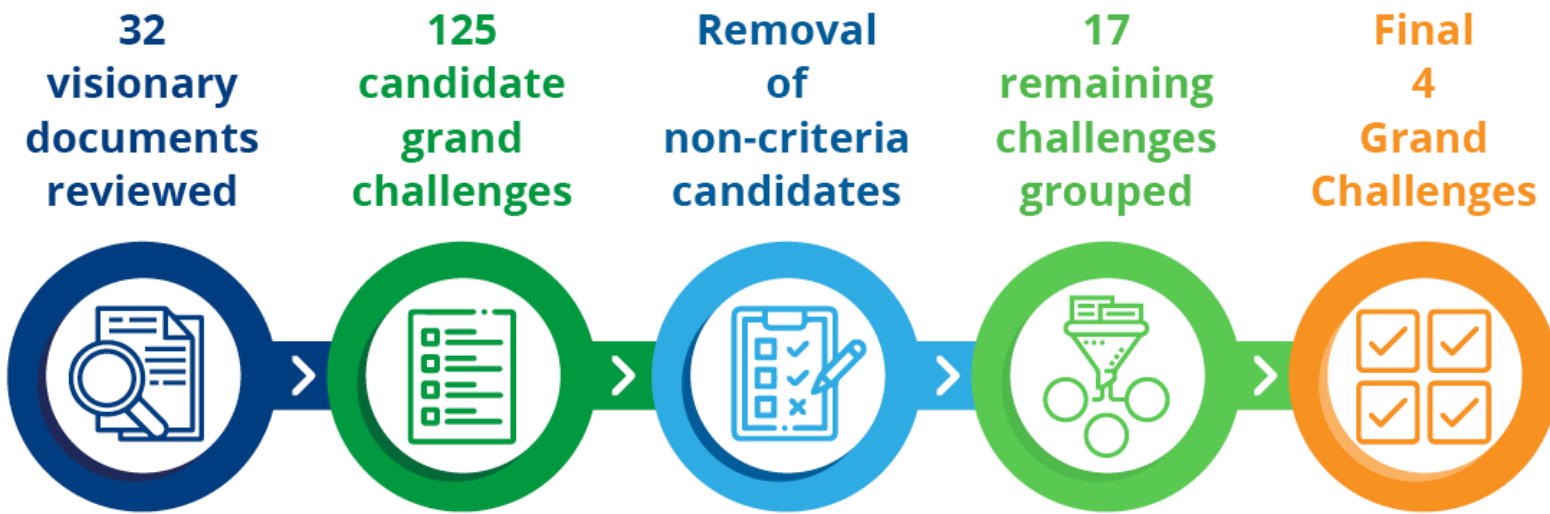 32
visionary
documents
reviewed
125
candidate
grand
challenges
Removal
of
non-criteria
candidates
17
remaining
challenges
grouped
Final
4
Grand
Challenges